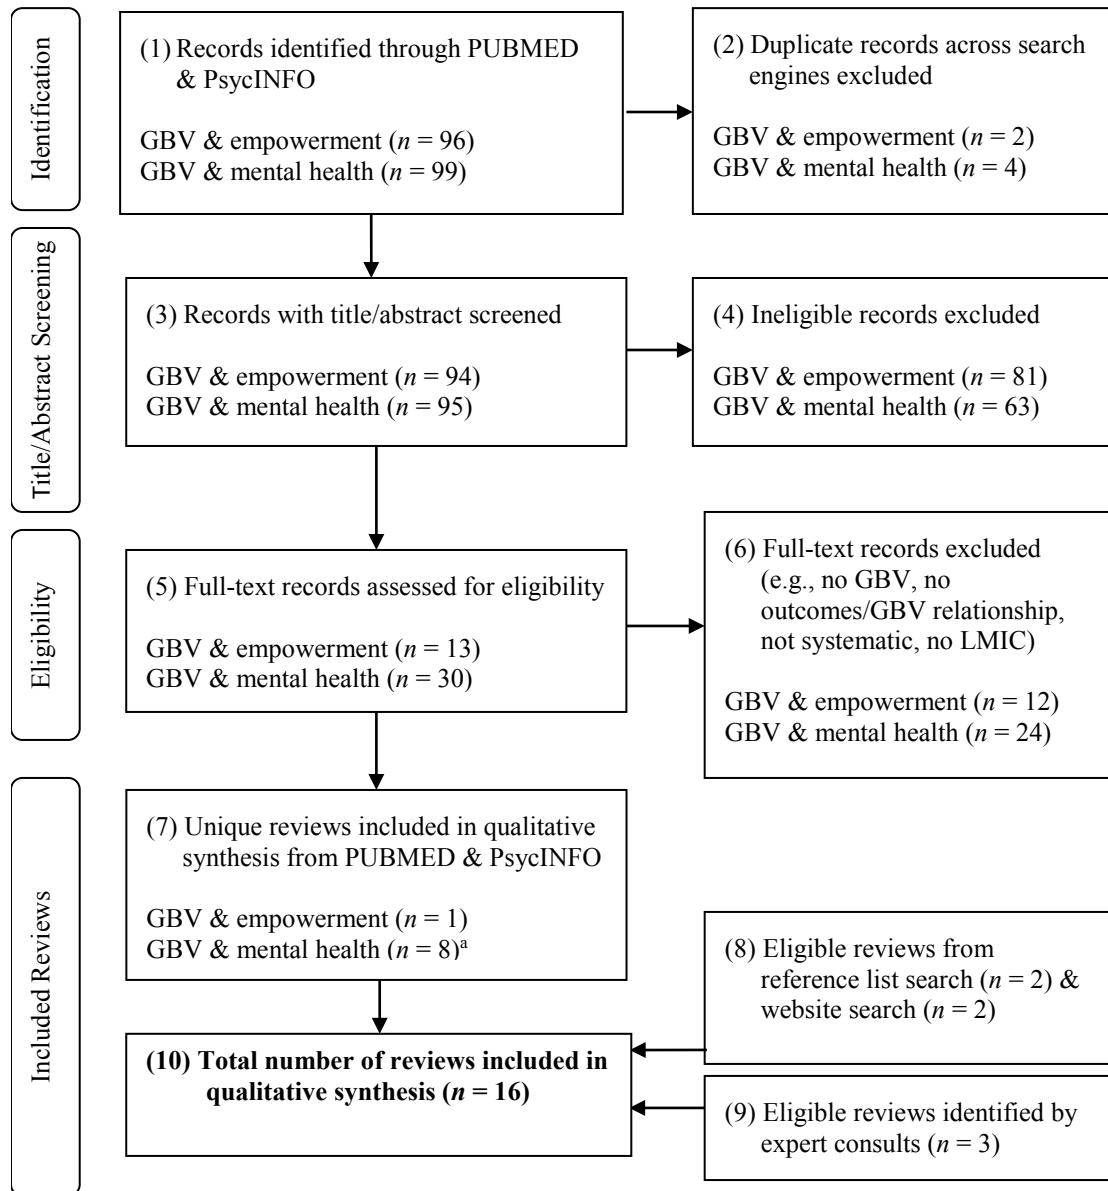 Identification
(1) Records identified through PUBMED
& PsycINFO
GBV & empowerment (n = 96)
GBV & mental health (n = 99)
(2) Duplicate records across search
engines excluded
GBV & empowerment (n = 2)
GBV & mental health (n = 4)
Title/Abstract Screening
(3) Records with title/abstract screened
GBV & empowerment (n = 94)
GBV & mental health (n = 95)
(4) Ineligible records excluded
GBV & empowerment (n = 81)
GBV & mental health (n = 63)
Eligibility
(5) Full-text records assessed for eligibility
GBV & empowerment (n = 13)
GBV & mental health (n = 30)
(6) Full-text records excluded
(e.g., no GBV, no
outcomes/GBV relationship,
not systematic, no LMIC)
GBV & empowerment (n = 12)
GBV & mental health (n = 24)
Included Reviews
(7) Unique reviews included in qualitative
synthesis from PUBMED & PsycINFO
GBV & empowerment (n = 1)
GBV & mental health (n = 8)ᵃ
(8) Eligible reviews from
reference list search (n = 2) &
website search (n = 2)
(10) Total number of reviews included in
qualitative synthesis (n = 16)
(9) Eligible reviews identified by
expert consults (n = 3)